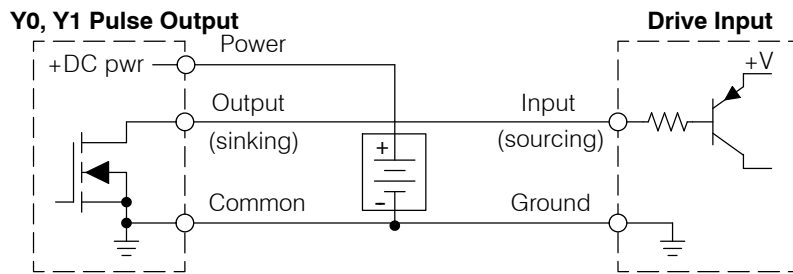 Y0, Y1 Pulse Output
Drive Input
Power
+DC pwr
+V
Output
(sinking)
Input
(sourcing)
+
–
Common
Ground